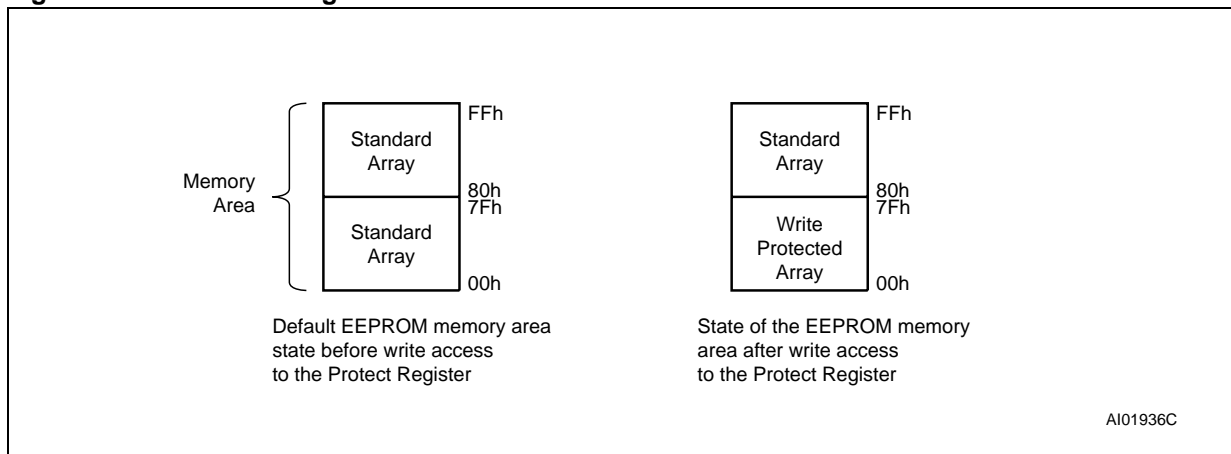 Memory
Area
Standard
Array
Standard
Array
FFh
80h
7Fh
00h
Default EEPROM memory area
state before write access
to the Protect Register
Standard
Array
Write
Protected
Array
FFh
80h
7Fh
00h
State of the EEPROM memory
area after write access
to the Protect Register
AI01936C